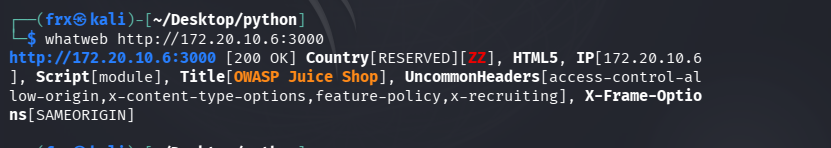 ┌──(frx㉿kali)-[~/Desktop/python]
└─$ whatweb http://172.20.10.6:3000
http://172.20.10.6:3000 [200 OK] Country[RESERVED][ZZ], HTML5, IP[172.20.10.6
], Script[module], Title[OWASP Juice Shop], UncommonHeaders[access-control-al
low-origin,x-content-type-options,feature-policy,x-recruiting], X-Frame-Optio
ns[SAMEORIGIN]